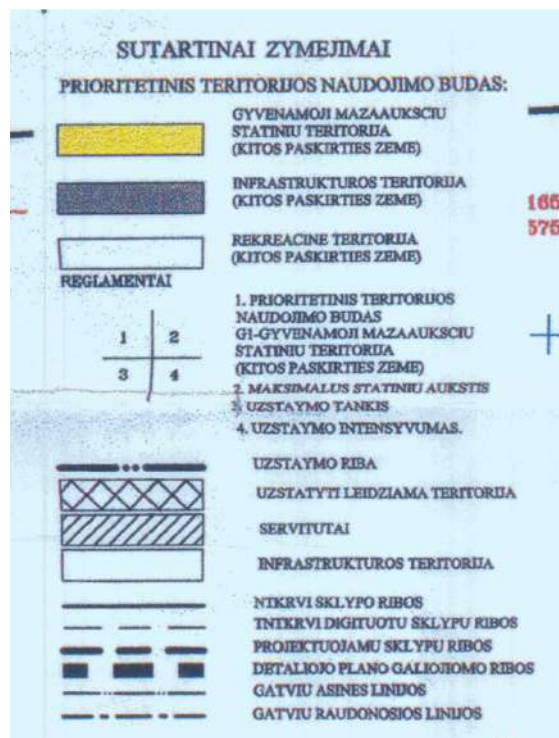 SUTARTINAI ZYMEJIMAI
PRIORITETINIS TERITORIJOS NAUDOJIMO BUDAS:
GYVENAMOJI MAZAAUKSCIU
STATINIU TERITORIJA
(KITOS PASKIRTIES ZEME)
INFRASTRUKTUROS TERITORIJA
(KITOS PASKIRTIES ZEME)
165
575
REKREACINE TERITORIJA
(KITOS PASKIRTIES ZEME)
REGLAMENTAI
1 2
3 4
1. PRIORITETINIS TERITORIJOS
NAUDOJIMO BUDAS
G1-GYVENAMOJI MAZAAUKSCIU
STATINIU TERITORIJA
(KITOS PASKIRTIES ZEME)
2. MAKSIMALUS STATINIU AUKSTIS
3. UZSTAYMO TANKIS
4. UZSTAYMO INTENSYVUMAS.
UZSTAYMO RIBA
UZSTATYTI LEIDZIAMA TERITORIJA
SERVITUTAI
INFRASTRUKTUROS TERITORIJA
NTKRVI SKLYPO RIBOS
TNTKRVI DIGITUOTU SKLYPU RIBOS
PROJEKTUOJAMU SKLYPU RIBOS
DETALIOJO PLANO GALIOJIOMO RIBOS
GATVIU ASINES LINIJOS
GATVIU RAUDONOSIOS LINIJOS